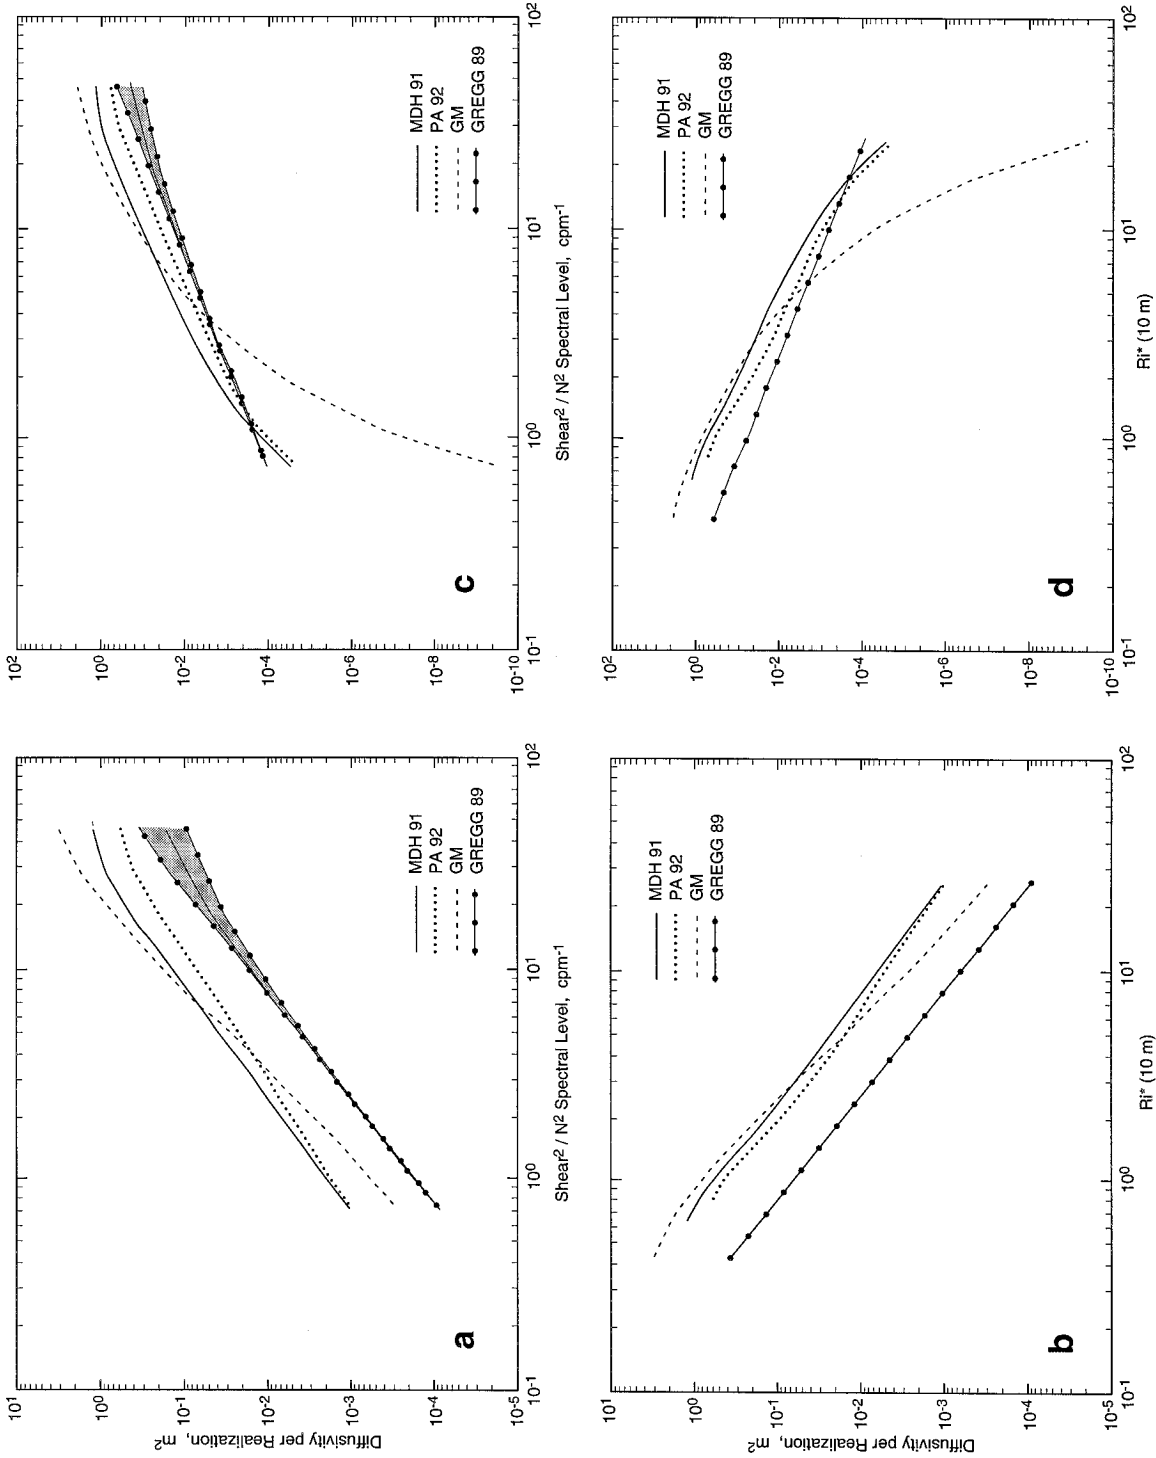 a
10¹
10⁰
10⁻¹
10⁻²
10⁻³
10⁻⁴
10⁻⁵
Diffusivity per Realization, m²
10⁻¹
10⁰
10¹
10²
Shear² / N² Spectral Level, cpm⁻¹
MDH 91
PA 92
GM
GREGG 89
c
10²
10⁰
10⁻²
10⁻⁴
10⁻⁶
10⁻⁸
10⁻¹⁰
10⁻¹
10⁰
10¹
10²
Shear² / N² Spectral Level, cpm⁻¹
MDH 91
PA 92
GM
GREGG 89
b
10¹
10⁰
10⁻¹
10⁻²
10⁻³
10⁻⁴
10⁻⁵
Diffusivity per Realization, m²
10⁻¹
10⁰
10¹
10²
Ri* (10 m)
MDH 91
PA 92
GM
GREGG 89
d
10²
10⁰
10⁻²
10⁻⁴
10⁻⁶
10⁻⁸
10⁻¹⁰
10⁻¹
10⁰
10¹
10²
Ri* (10 m)
MDH 91
PA 92
GM
GREGG 89